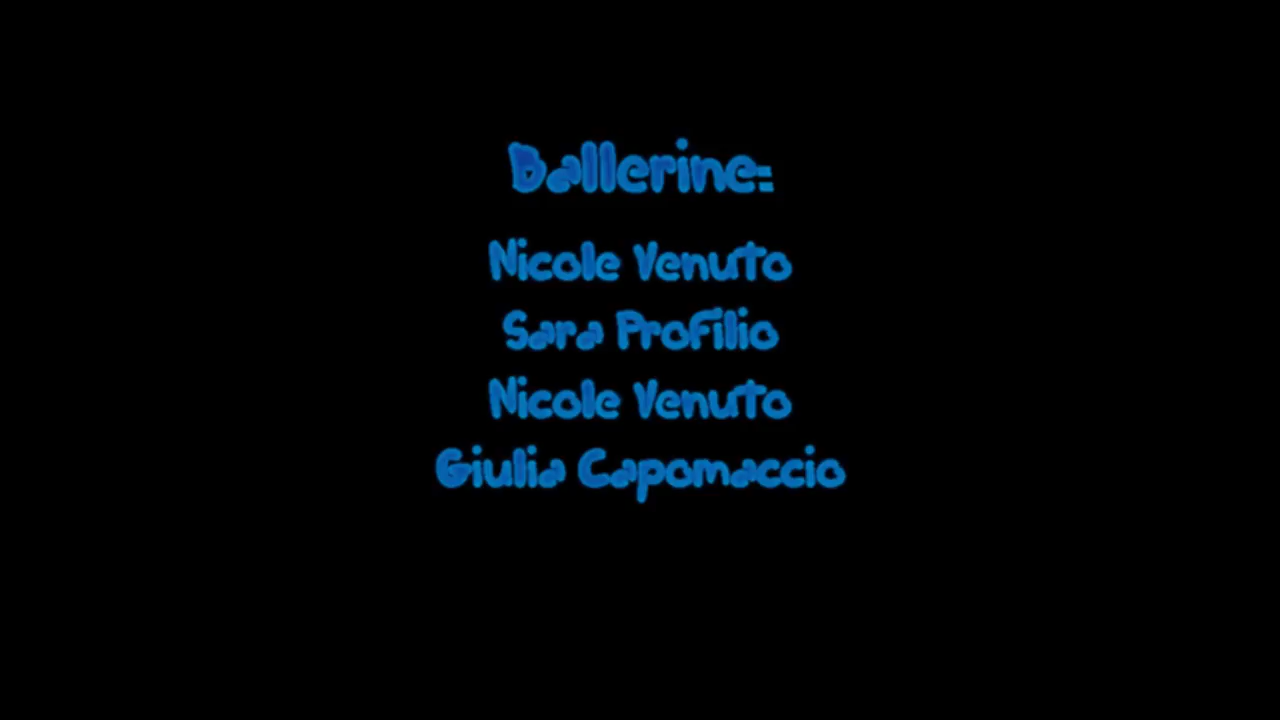 Ballerine:
Nicole Venuto
Sara Profilio
Nicole Venuto
Giulia Capomaccio